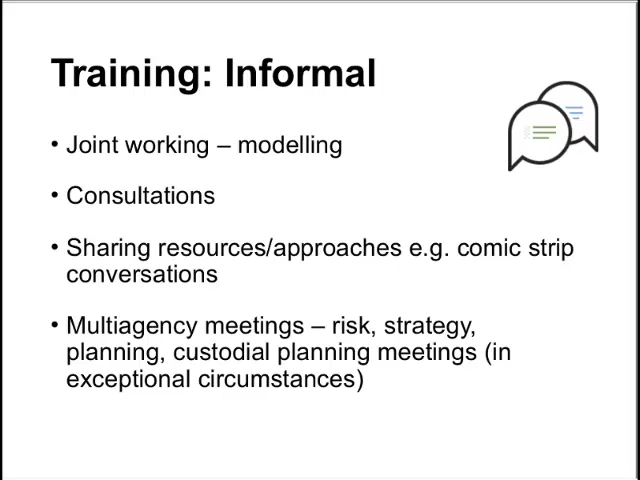 Training: Informal
• Joint working – modelling
• Consultations
• Sharing resources/approaches e.g. comic strip
conversations
• Multiagency meetings – risk, strategy,
planning, custodial planning meetings (in
exceptional circumstances)